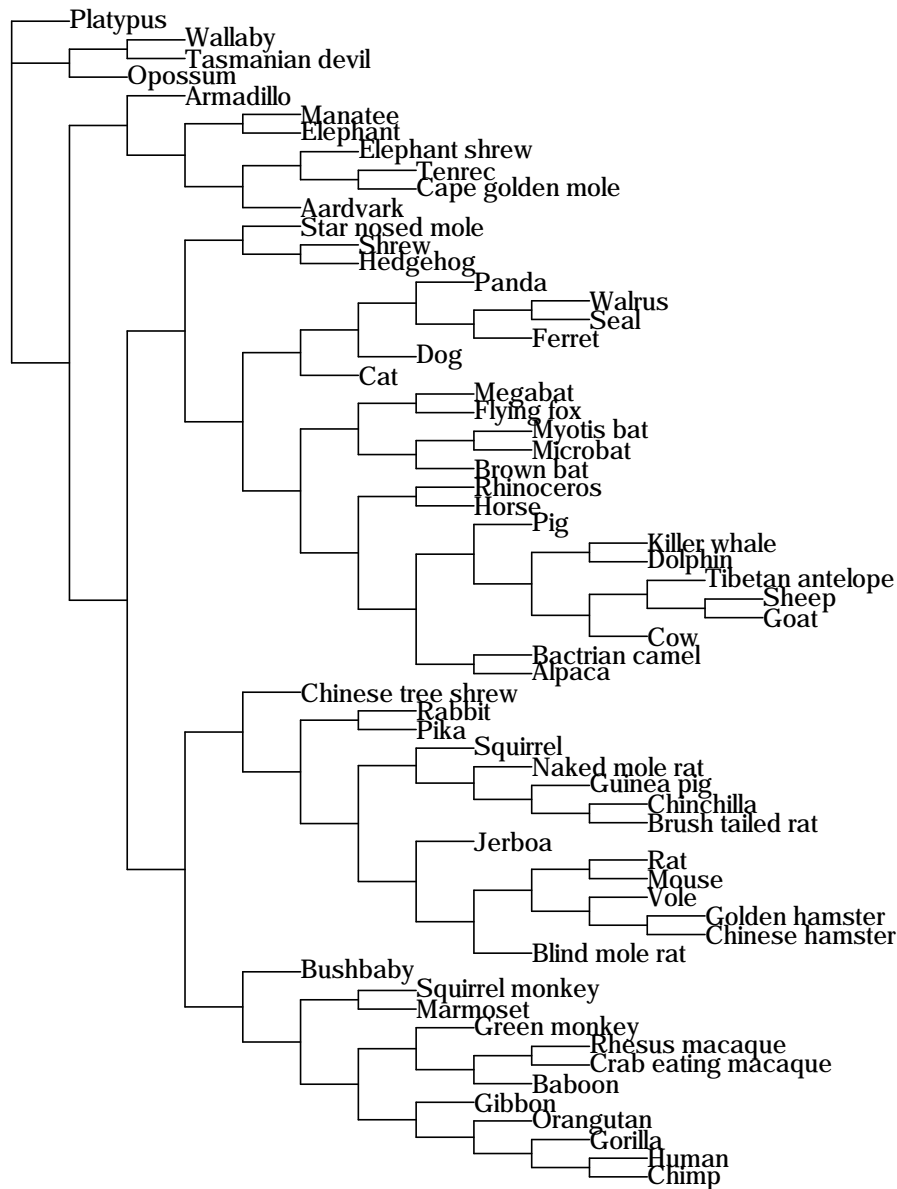 Platypus
Wallaby
Tasmanian devil
Opossum
Armadillo
Manatee
Elephant
Elephant shrew
Tenrec
Cape golden mole
Aardvark
Star nosed mole
Shrew
Hedgehog
Panda
Walrus
Seal
Ferret
Dog
Cat
Megabat
Flying fox
Myotis bat
Microbat
Brown bat
Rhinoceros
Horse
Pig
Killer whale
Dolphin
Tibetan antelope
Sheep
Goat
Cow
Bactrian camel
Alpaca
Chinese tree shrew
Rabbit
Pika
Squirrel
Naked mole rat
Guinea pig
Chinchilla
Brush tailed rat
Jerboa
Rat
Mouse
Vole
Golden hamster
Chinese hamster
Blind mole rat
Bushbaby
Squirrel monkey
Marmoset
Green monkey
Rhesus macaque
Crab eating macaque
Baboon
Gibbon
Orangutan
Gorilla
Human
Chimp